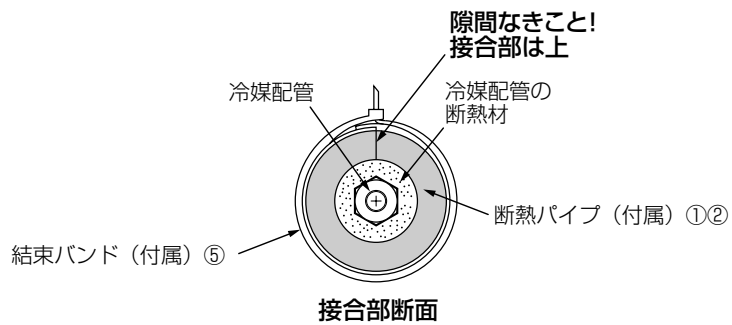 隙間なきこと!
接合部は上
冷媒配管
冷媒配管の
断熱材
断熱パイプ（付属）①②
結束バンド（付属）⑤
接合部断面